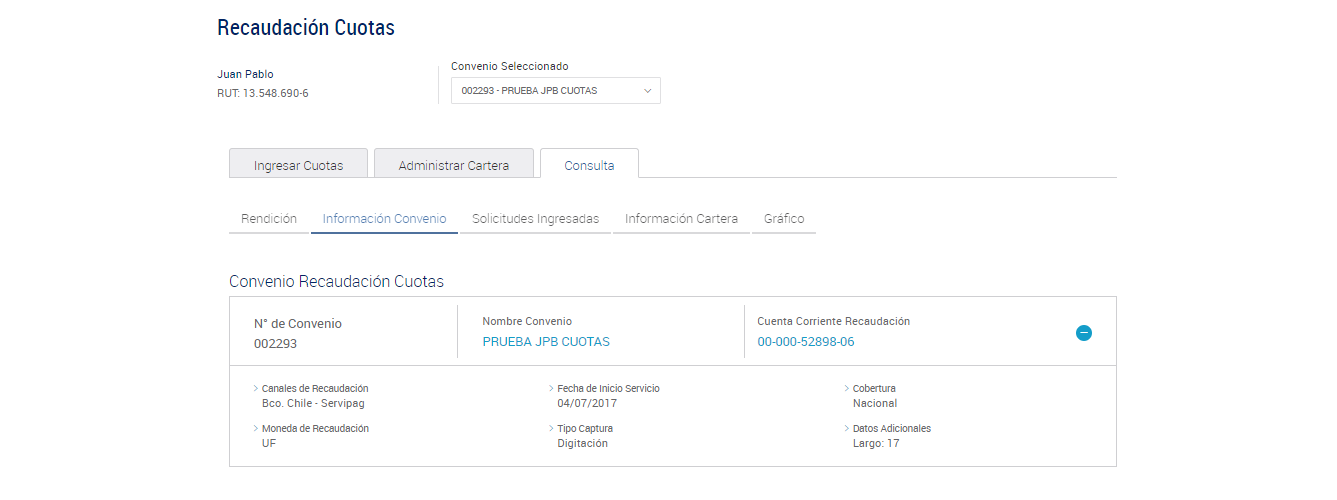 Recaudación Cuotas
Juan Pablo
RUT: 13.548.690-6
Convenio Seleccionado
002293 - PRUEBA JPB CUOTAS
Ingresar Cuotas
Administrar Cartera
Consulta
Rendición
Información Convenio
Solicitudes Ingresadas
Información Cartera
Gráfico
Convenio Recaudación Cuotas
N° de Convenio
002293
Nombre Convenio
PRUEBA JPB CUOTAS
Cuenta Corriente Recaudación
00-000-52898-06
Canales de Recaudación
Bco. Chile - Servipag
Fecha de Inicio Servicio
04/07/2017
Cobertura
Nacional
Moneda de Recaudación
UF
Tipo Captura
Digitación
Datos Adicionales
Largo: 17